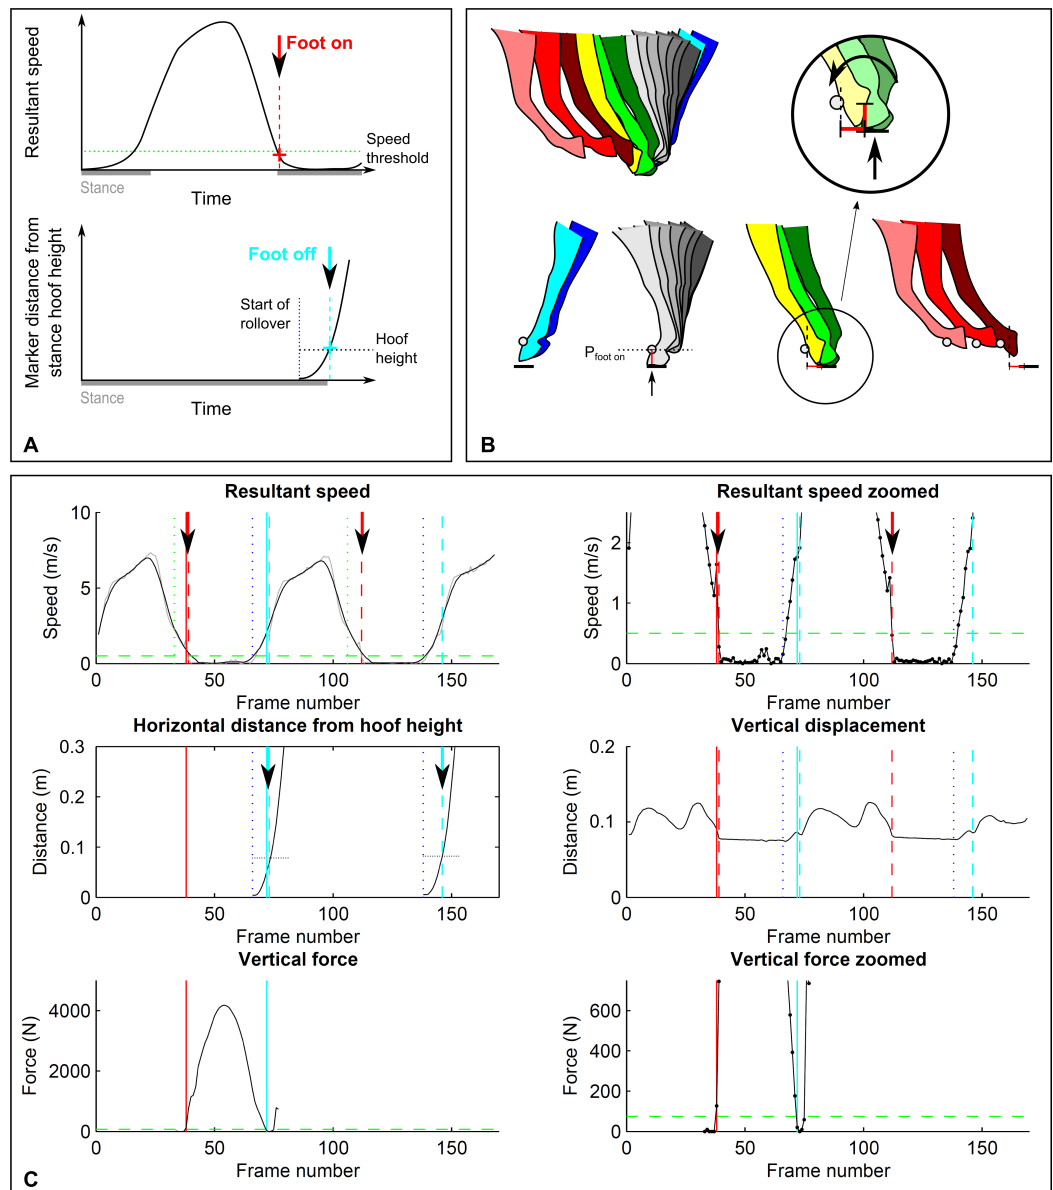 Resultant speed
Foot on
Speed
threshold
Stance
Time
Marker distance from
stance hoof height
Foot off
Start of
rollover
Hoof
height
Stance
Time
A
P foot on
B
Resultant speed
Speed (m/s)
10
5
0
0 50 100 150
Frame number
Resultant speed zoomed
Speed (m/s)
2
1
0
0 50 100 150
Frame number
Horizontal distance from hoof height
Distance (m)
0.3
0.2
0.1
0
0 50 100 150
Frame number
Vertical displacement
Distance (m)
0.2
0.1
0
0 50 100 150
Frame number
Vertical force
Force (N)
4000
2000
0
0 50 100 150
Frame number
Vertical force zoomed
Force (N)
600
400
200
0
0 50 100 150
Frame number
C